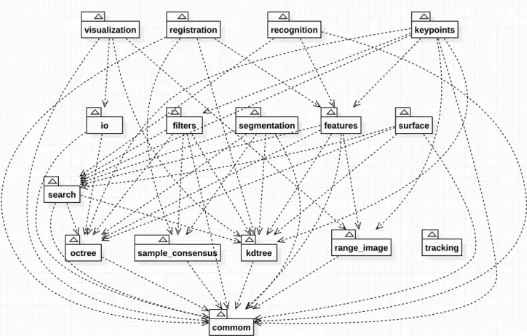 visualization registration recognition keypoints
io filters segmentation features surface
search
octree sample_consensus kdtree range_image tracking
commom